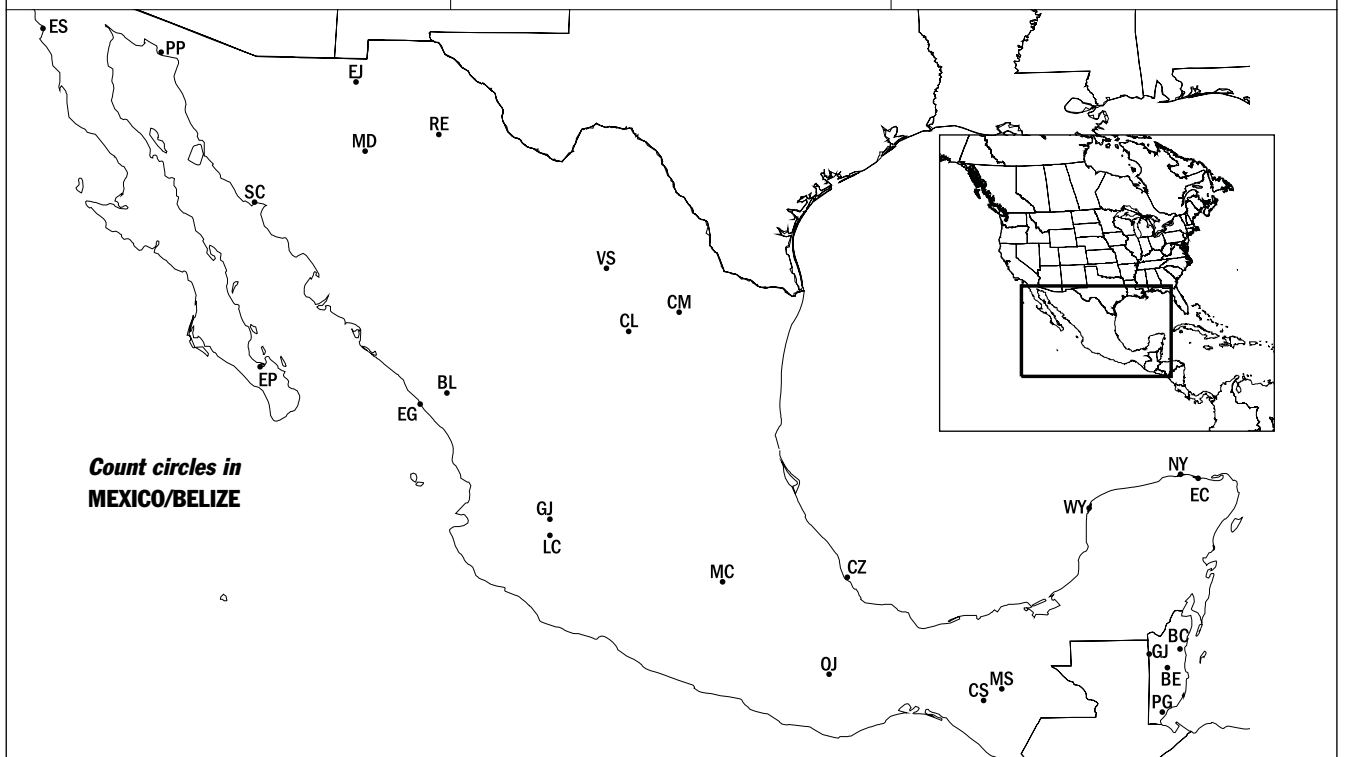 ES
PP
EJ
MD
RE
SC
VS
CM
CL
EP
BL
EG
Count circles in
MEXICO/BELIZE
NY
EC
WY
GJ
LC
MC
CZ
OJ
CS
MS
BC
GJ
BE
PG